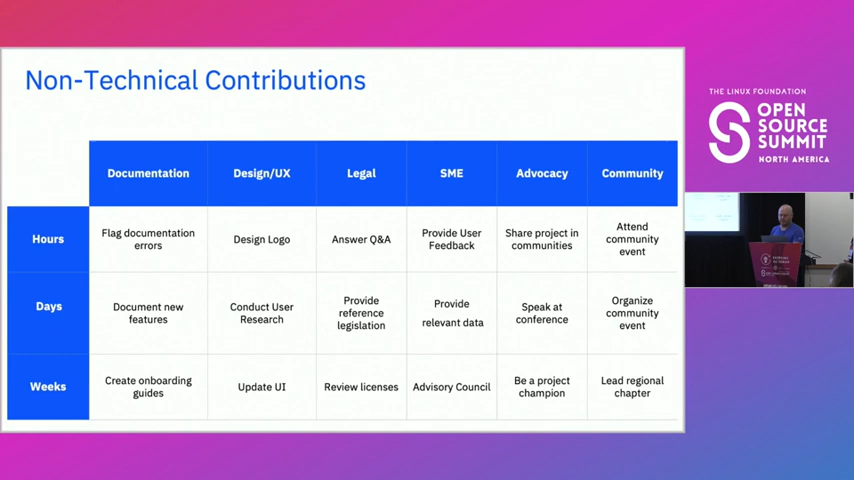 Non-Technical Contributions
THE LINUX FOUNDATION
OPEN
SOURCE
SUMMIT
NORTH AMERICA
Documentation Design/UX Legal SME Advocacy Community
Hours
Flag documentation
errors
Design Logo
Answer Q&A
Provide User
Feedback
Share project in
communities
Attend
community
event
Days
Document new
features
Conduct User
Research
Provide
reference
legislation
Provide
relevant data
Speak at
conference
Organize
community
event
Weeks
Create onboarding
guides
Update UI
Review licenses
Advisory Council
Be a project
champion
Lead regional
chapter